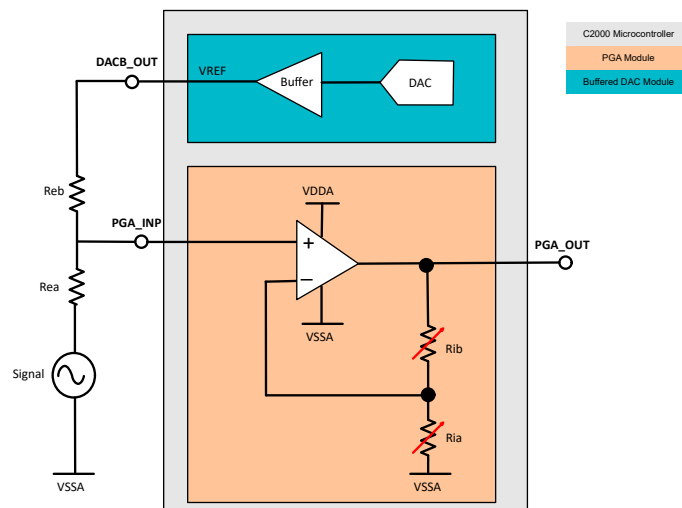 C2000 Microcontroller
PGA Module
Buffered DAC Module
DACB_OUT
VREF
Buffer
DAC
Reb
PGA_INP
VDDA
+
−
PGA_OUT
Rea
VSSA
Rib
Signal
Ria
VSSA
VSSA